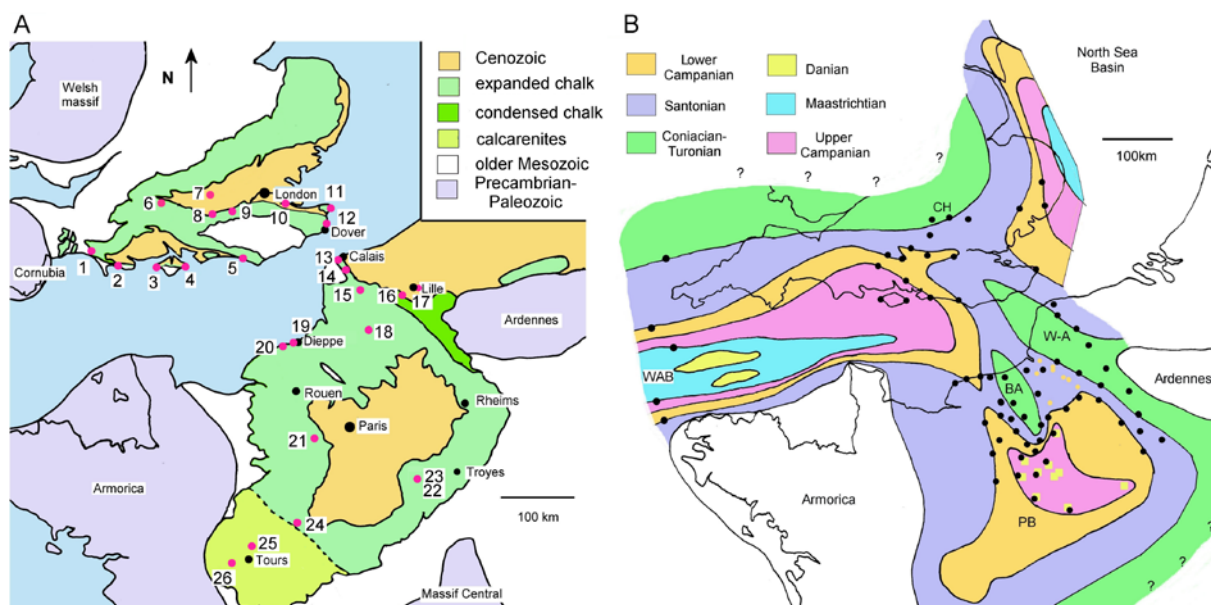 A
Welsh
massif
N
Cenozoic
expanded chalk
condensed chalk
calcarenites
older Mesozoic
Precambrian-
Paleozoic
7
London
11
6
8
9
10
12
Dover
Cornubia
1
2
3
4
5
13
Calais
14
15
16
17
Lille
Ardennes
18
19
Dieppe
20
Rouen
Rheims
Paris
21
Armorica
Troyes
23
22
100 km
24
25
Tours
26
Massif Central
B
Lower
Campanian
Danian
Santonian
Maastrichtian
Coniacian-
Turonian
Upper
Campanian
North Sea
Basin
100km
?
?
?
?
CH
W-A
WAB
BA
Ardennes
Armorica
PB
?
?
?